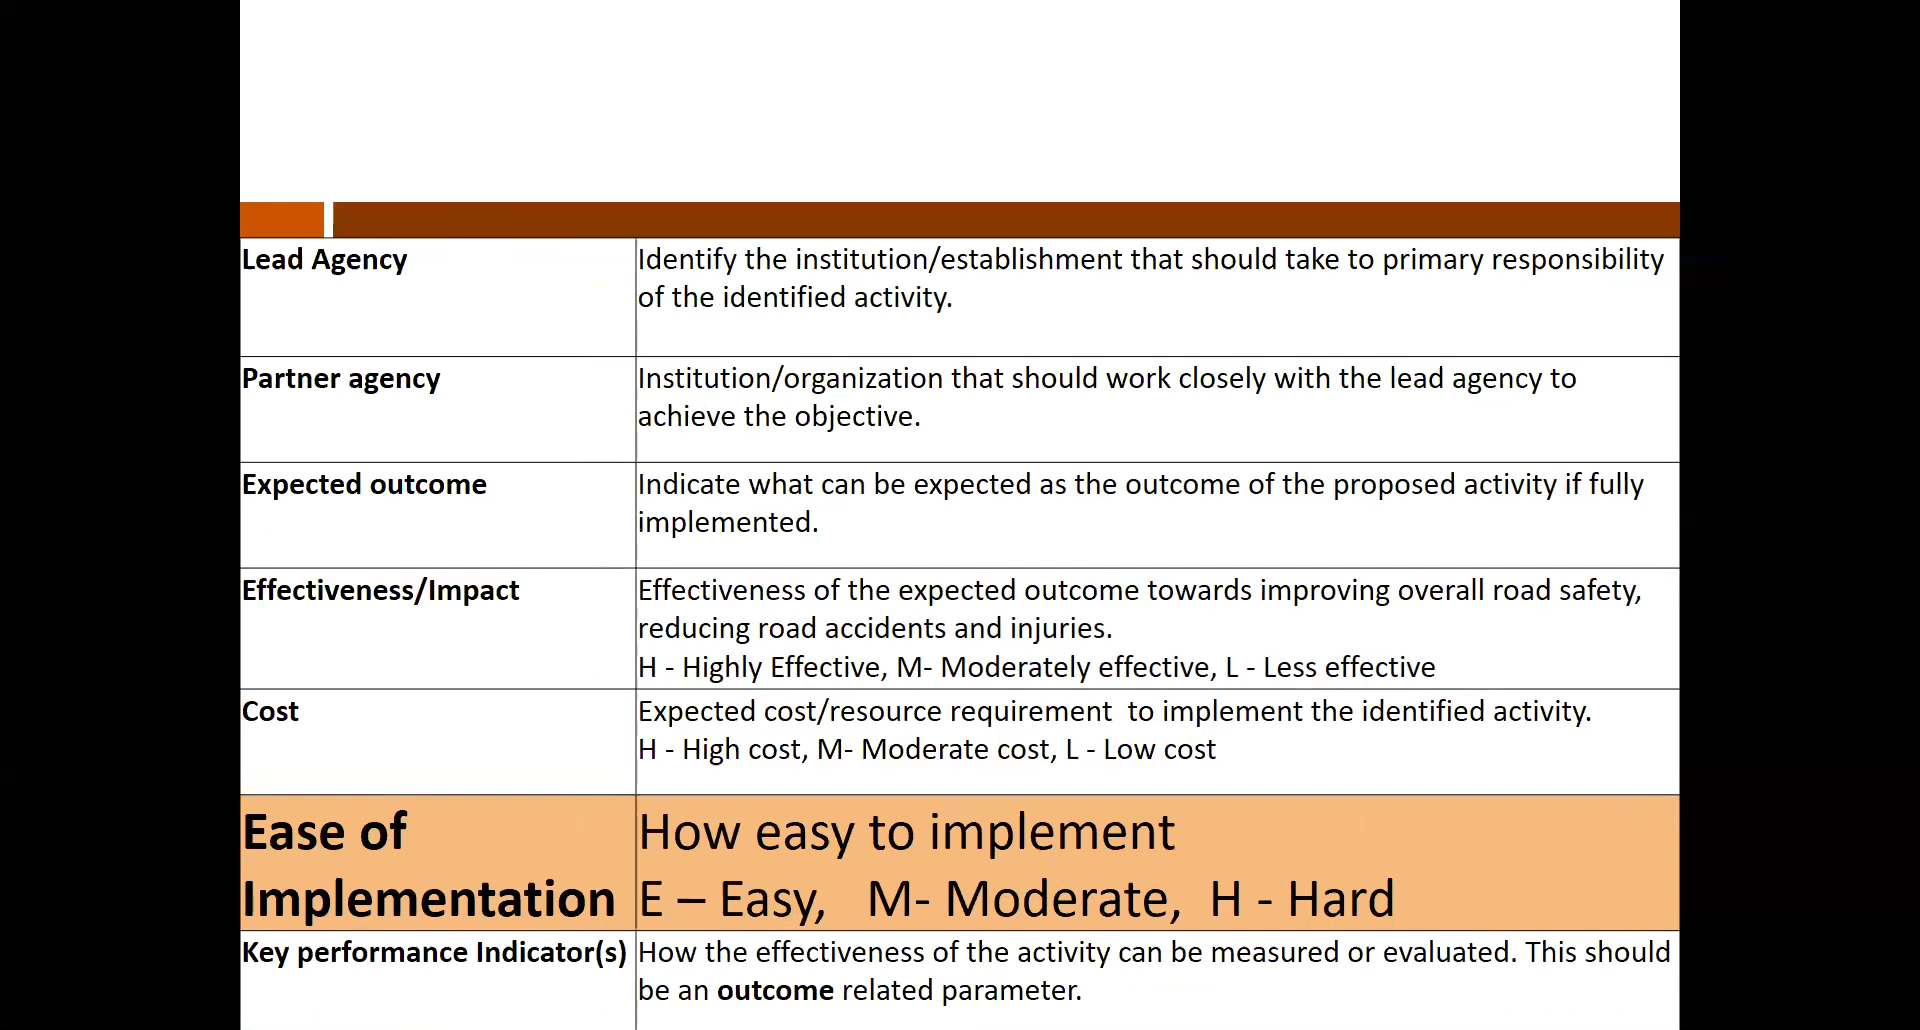 Lead Agency
Identify the institution/establishment that should take to primary responsibility
of the identified activity.
Partner agency
Institution/organization that should work closely with the lead agency to
achieve the objective.
Expected outcome
Indicate what can be expected as the outcome of the proposed activity if fully
implemented.
Effectiveness/Impact
Effectiveness of the expected outcome towards improving overall road safety,
reducing road accidents and injuries.
H - Highly Effective, M- Moderately effective, L - Less effective
Cost
Expected cost/resource requirement  to implement the identified activity.
H - High cost, M- Moderate cost, L - Low cost
Ease of
Implementation
How easy to implement
E – Easy,   M- Moderate,  H - Hard
Key performance Indicator(s)
How the effectiveness of the activity can be measured or evaluated. This should
be an outcome related parameter.